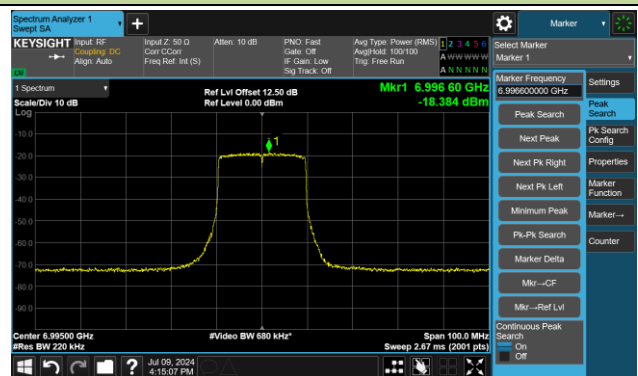 Spectrum Analyzer 1
Swept SA
+
Marker
KEYSIGHT
Input: RF
Coupling: DC
Align: Auto
Input Z: 50 Ω
Corr CCorr
Freq Ref: Int (S)
Atten: 10 dB
PNO: Fast
Gate: Off
IF Gain: Low
Sig Track: Off
Avg Type: Power (RMS)
Avg|Hold: 100/100
Trig: Free Run
1 2 3 4 5 6
A W W W W W
A N N N N N
Select Marker
Marker 1
1 Spectrum
Scale/Div 10 dB
Log
Ref Lvl Offset 12.50 dB
Ref Level 0.00 dBm
Mkr1 6.996 60 GHz
-18.384 dBm
1
-10.0
-20.0
-30.0
-40.0
-50.0
-60.0
-70.0
-80.0
-90.0
Center 6.99500 GHz
#Res BW 220 kHz
#Video BW 680 kHz*
Span 100.0 MHz
Sweep 2.67 ms (2001 pts)
Marker Frequency
6.996600000 GHz
Peak Search
Next Peak
Next Pk Right
Next Pk Left
Minimum Peak
Pk-Pk Search
Marker Delta
Mkr→CF
Mkr→Ref Lvl
Continuous Peak
Search
On
Off
Settings
Peak
Search
Pk Search
Config
Properties
Marker
Function
Marker→
Counter
?
Jul 09, 2024
4:15:07 PM